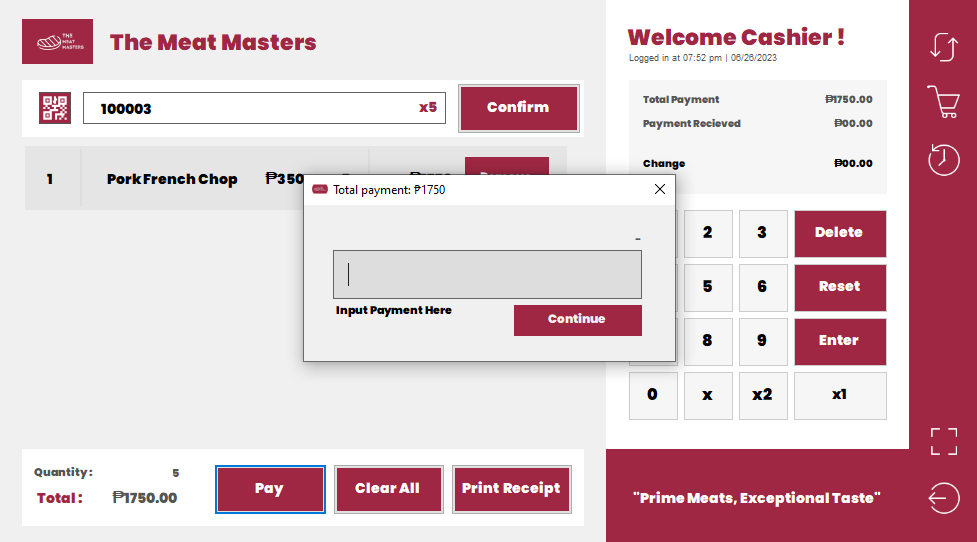 THE
MEAT
MASTERS
The Meat Masters
100003 x5
Confirm
1 Pork French Chop ₱350
Total payment: ₱1750
-
Input Payment Here
Continue
Quantity: 5
Total: ₱1750.00
Pay
Clear All
Print Receipt
Welcome Cashier !
Logged in at 07:52 pm | 06/26/2023
Total Payment ₱1750.00
Payment Recieved ₱00.00
Change ₱00.00
2 3 Delete
5 6 Reset
8 9 Enter
0 x x2 x1
"Prime Meats, Exceptional Taste"